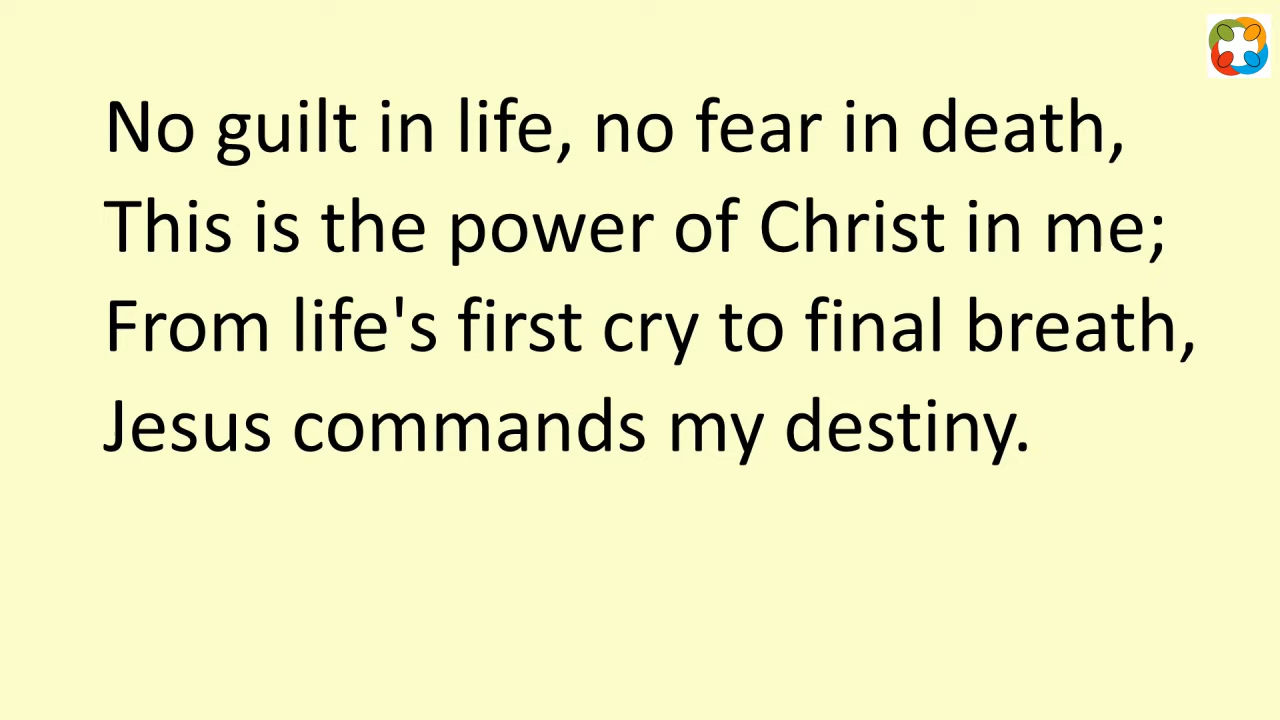 No guilt in life, no fear in death,
This is the power of Christ in me;
From life's first cry to final breath,
Jesus commands my destiny.